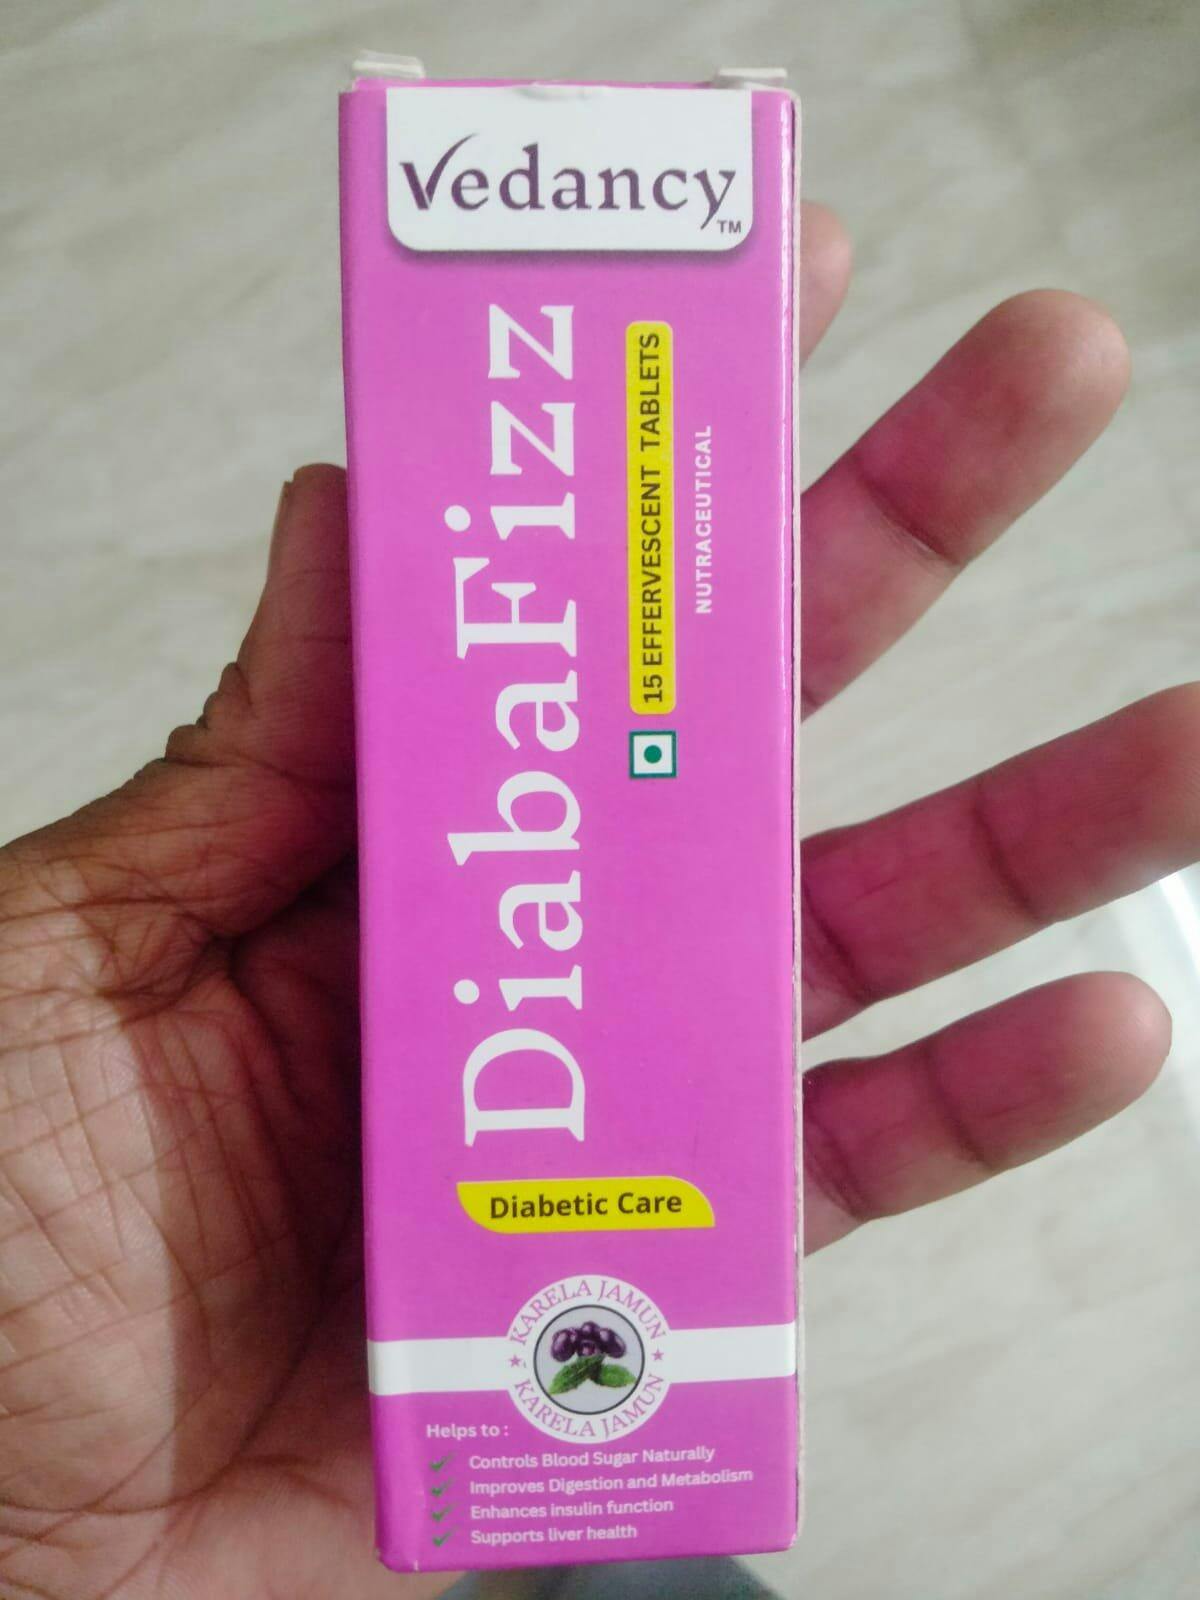 Vedancy
TM
DiabaFizz
15 EFFERVESCENT TABLETS
NUTRACEUTICAL
Diabetic Care
KARELA JAMUN
KARELA JAMUN
Helps to :
Controls Blood Sugar Naturally
Improves Digestion and Metabolism
Enhances insulin function
Supports liver health